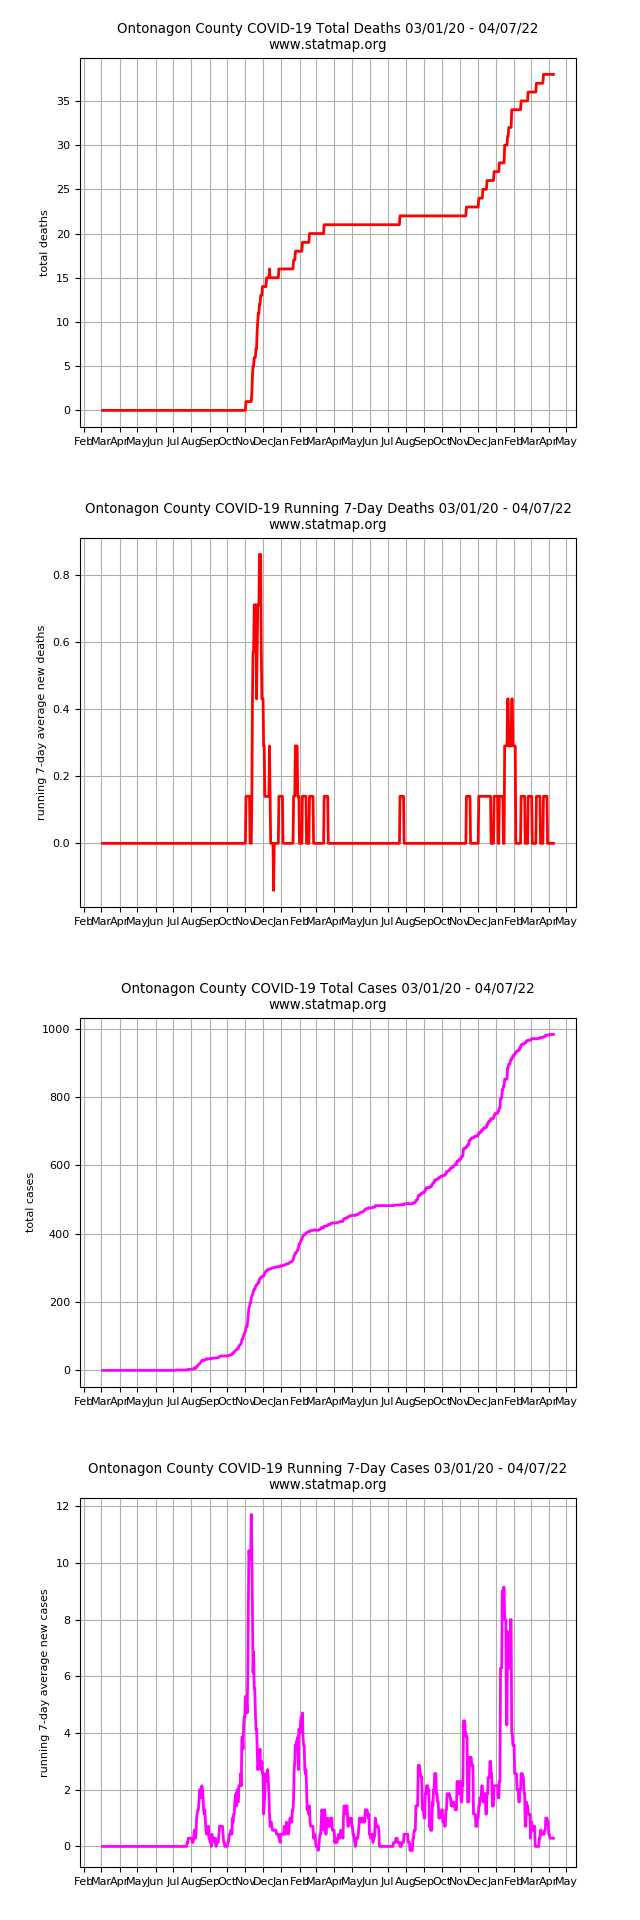 Ontonagon County COVID-19 Total Deaths 03/01/20 - 04/07/22
www.statmap.org
total deaths
35
30
25
20
15
10
5
0
Feb Mar Apr May Jun Jul Aug Sep Oct Nov Dec Jan Feb Mar Apr May Jun Jul Aug Sep Oct Nov Dec Jan Feb Mar Apr May
Ontonagon County COVID-19 Running 7-Day Deaths 03/01/20 - 04/07/22
www.statmap.org
running 7-day average new deaths
0.8
0.6
0.4
0.2
0.0
Feb Mar Apr May Jun Jul Aug Sep Oct Nov Dec Jan Feb Mar Apr May Jun Jul Aug Sep Oct Nov Dec Jan Feb Mar Apr May
Ontonagon County COVID-19 Total Cases 03/01/20 - 04/07/22
www.statmap.org
total cases
1000
800
600
400
200
0
Feb Mar Apr May Jun Jul Aug Sep Oct Nov Dec Jan Feb Mar Apr May Jun Jul Aug Sep Oct Nov Dec Jan Feb Mar Apr May
Ontonagon County COVID-19 Running 7-Day Cases 03/01/20 - 04/07/22
www.statmap.org
running 7-day average new cases
12
10
8
6
4
2
0
Feb Mar Apr May Jun Jul Aug Sep Oct Nov Dec Jan Feb Mar Apr May Jun Jul Aug Sep Oct Nov Dec Jan Feb Mar Apr May